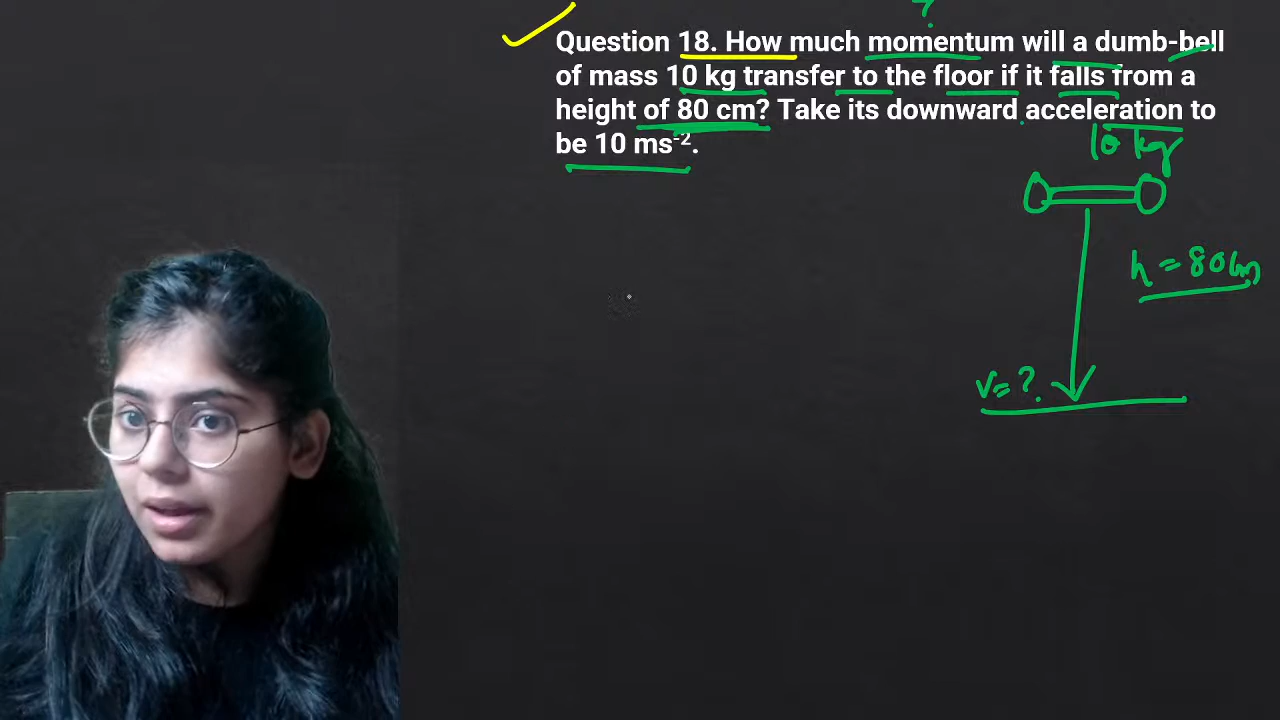 ?
Question 18. How much momentum will a dumb-bell
of mass 10 kg transfer to the floor if it falls from a
height of 80 cm? Take its downward acceleration to
be 10 ms⁻².
10 kg
h = 80cm
v = ?